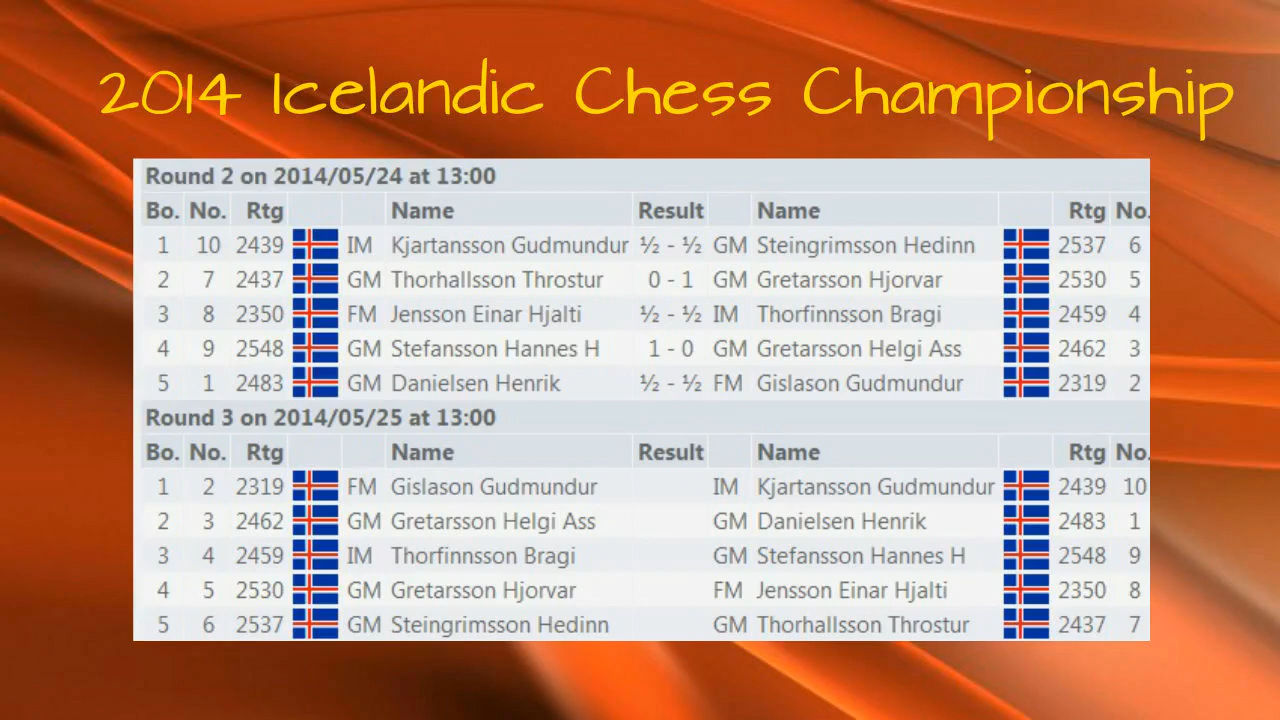 2014 Icelandic Chess Championship
Round 2 on 2014/05/24 at 13:00
Bo. No. Rtg Name Result Name Rtg No.
1 10 2439 IM Kjartansson Gudmundur ½ - ½ GM Steingrimsson Hedinn 2537 6
2 7 2437 GM Thorhallsson Throstur 0 - 1 GM Gretarsson Hjorvar 2530 5
3 8 2350 FM Jensson Einar Hjalti ½ - ½ IM Thorfinnsson Bragi 2459 4
4 9 2548 GM Stefansson Hannes H 1 - 0 GM Gretarsson Helgi Ass 2462 3
5 1 2483 GM Danielsen Henrik ½ - ½ FM Gislason Gudmundur 2319 2
Round 3 on 2014/05/25 at 13:00
Bo. No. Rtg Name Result Name Rtg No.
1 2 2319 FM Gislason Gudmundur IM Kjartansson Gudmundur 2439 10
2 3 2462 GM Gretarsson Helgi Ass GM Danielsen Henrik 2483 1
3 4 2459 IM Thorfinnsson Bragi GM Stefansson Hannes H 2548 9
4 5 2530 GM Gretarsson Hjorvar FM Jensson Einar Hjalti 2350 8
5 6 2537 GM Steingrimsson Hedinn GM Thorhallsson Throstur 2437 7